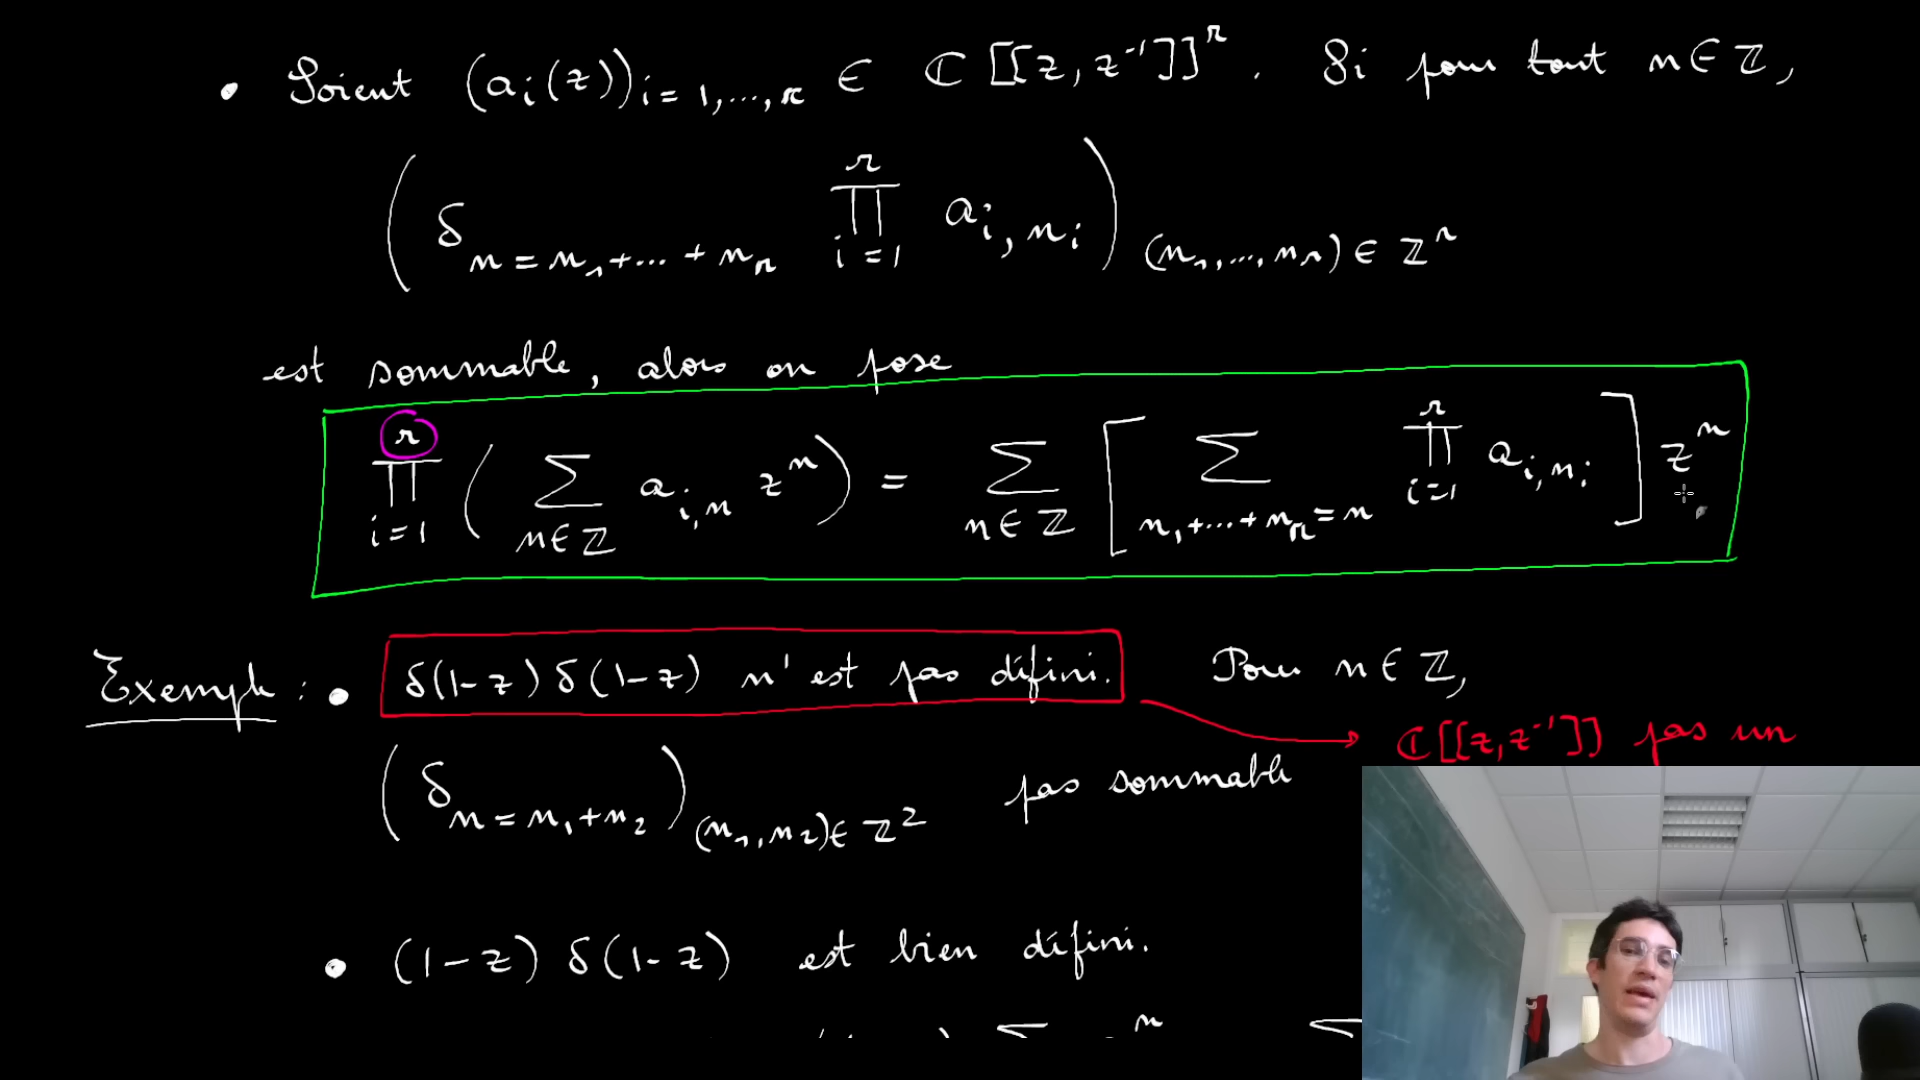 • Soient (a_i(z))_{i=1,...,r} ∈ ℂ[[z, z⁻¹]]^r. Si pour tout n ∈ ℤ,
( δ_{n=n_1+...+n_r} ∏_{i=1}^{r} a_{i,n_i} )_{(n_1,...,n_r) ∈ ℤ^r}
est sommable, alors on pose
∏_{i=1}^{r} ( ∑_{n∈ℤ} a_{i,n} z^n ) = ∑_{n∈ℤ} [ ∑_{n_1+...+n_r=n} ∏_{i=1}^{r} a_{i,n_i} ] z^n
Exemple : • δ(1-z) δ(1-z) n'est pas défini. Pour n ∈ ℤ,
ℂ[[z,z⁻¹]] pas un
( δ_{n=n_1+n_2} )_{(n_1,n_2)∈ℤ²} pas sommable
• (1-z) δ(1-z) est bien défini.